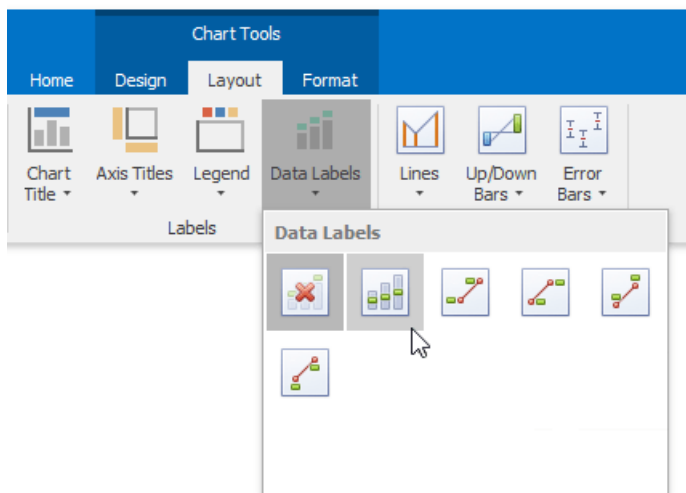 Chart Tools
Home Design Layout Format
Chart Title Axis Titles Legend Data Labels Lines Up/Down Bars Error Bars
Labels
Data Labels